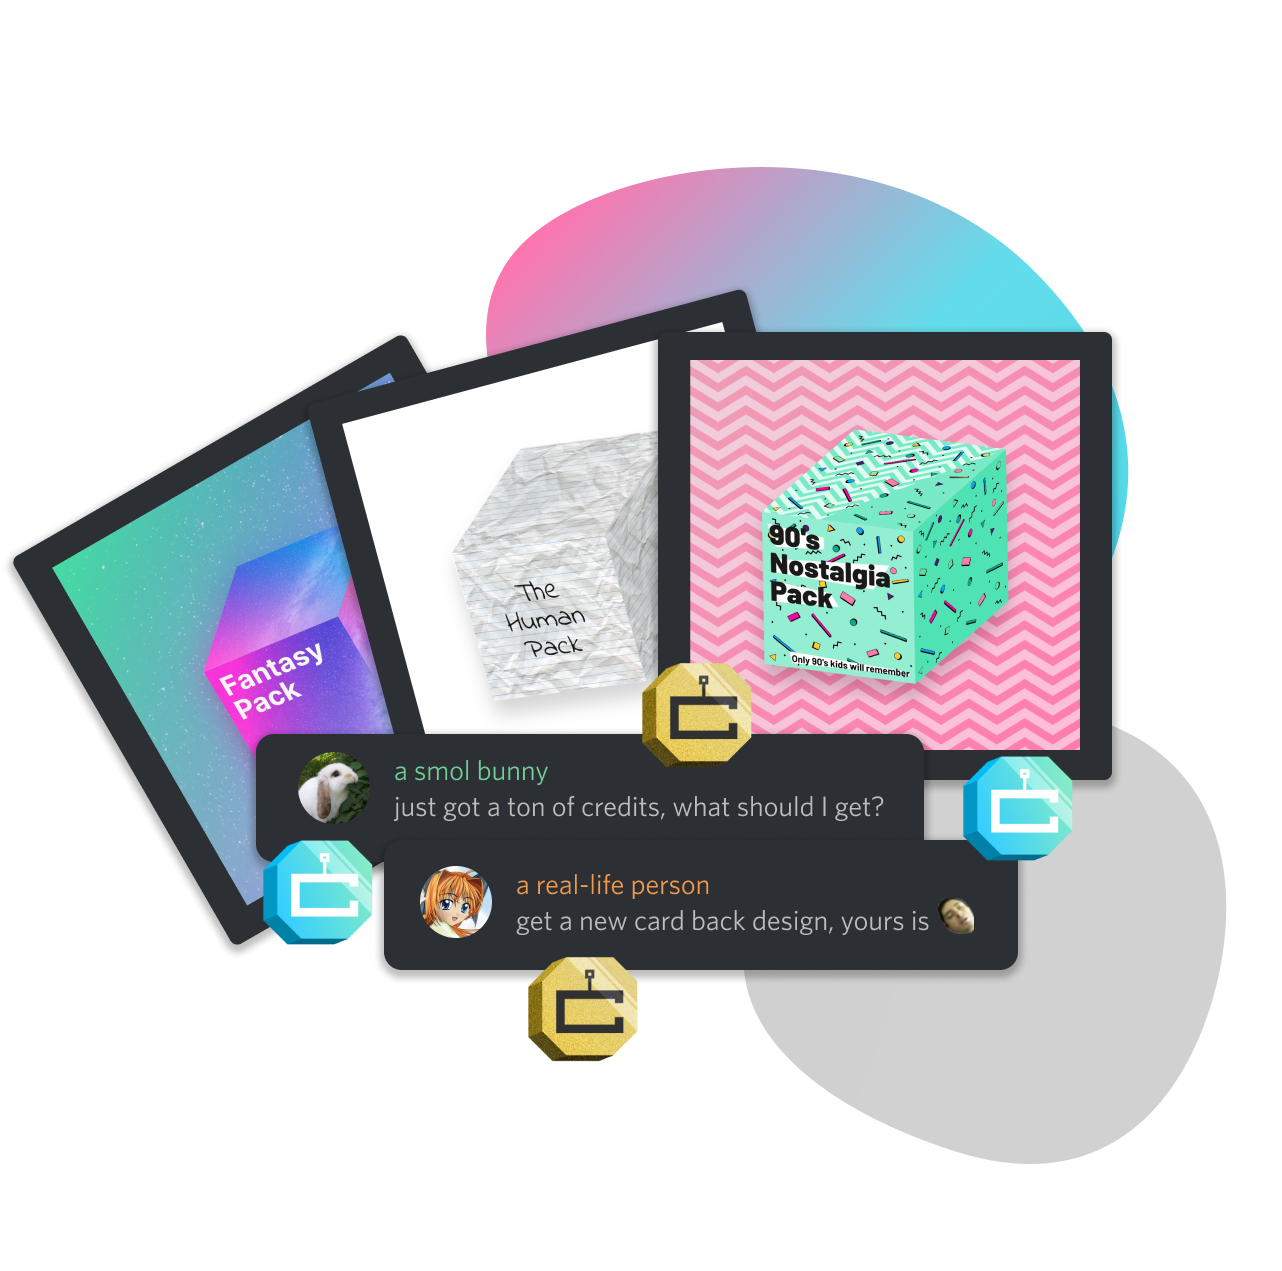 Fantasy
Pack
The
Human
Pack
90's
Nostalgia
Pack
Only 90's kids will remember
a smol bunny
just got a ton of credits, what should I get?
a real-life person
get a new card back design, yours is